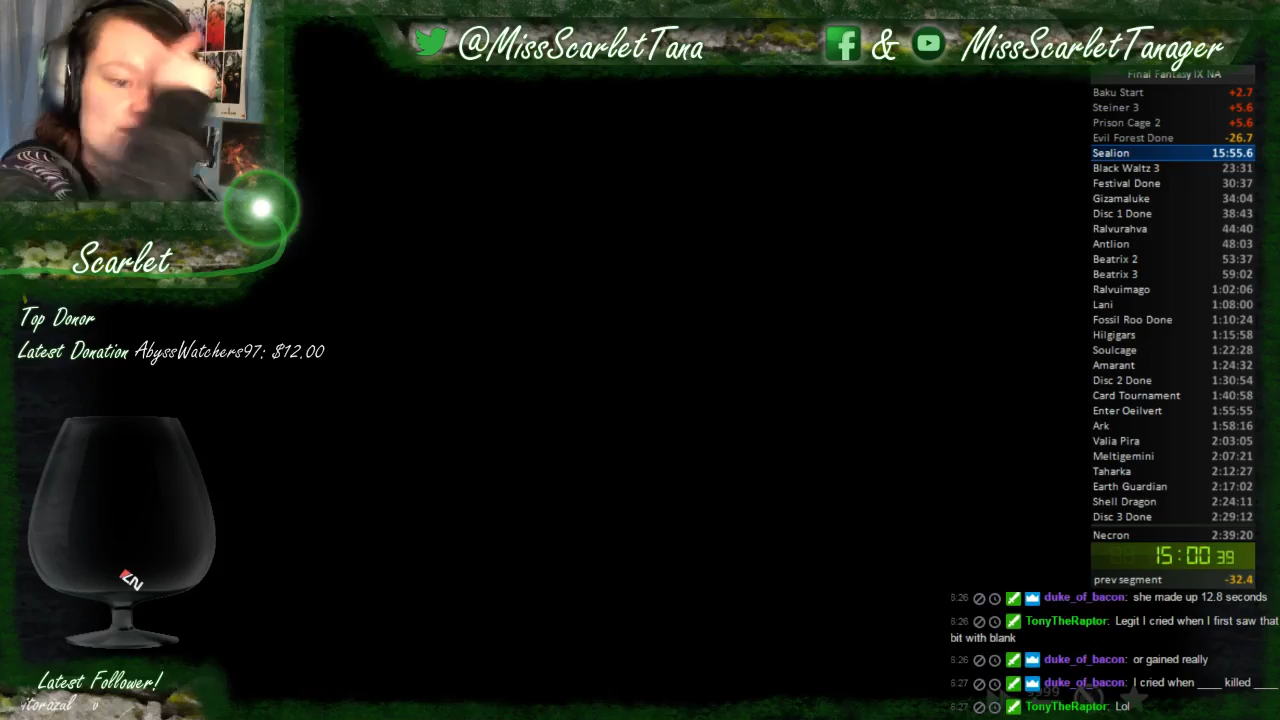 @MissScarletTana
& MissScarletTanager
Final Fantasy IX NA
Baku Start +2.7
Steiner 3 +5.6
Prison Cage 2 +5.6
Evil Forest Done -26.7
Sealion 15:55.6
Black Waltz 3 23:31
Festival Done 30:37
Gizamaluke 34:04
Disc 1 Done 38:43
Ralvurahva 44:40
Antlion 48:03
Beatrix 2 53:37
Beatrix 3 59:02
Ralvuimago 1:02:06
Lani 1:08:00
Fossil Roo Done 1:10:24
Hilgigars 1:15:58
Soulcage 1:22:28
Amarant 1:24:32
Disc 2 Done 1:30:54
Card Tournament 1:40:58
Enter Oeilvert 1:55:55
Ark 1:58:16
Valia Pira 2:03:05
Meltigemini 2:07:21
Taharka 2:12:27
Earth Guardian 2:17:02
Shell Dragon 2:24:11
Disc 3 Done 2:29:12
Necron 2:39:20
15:00 39
prev segment -32.4
Scarlet
Top Donor
Latest Donation AbyssWatchers97: $12.00
Latest Follower!
6:26 duke_of_bacon: she made up 12.8 seconds
6:26 TonyTheRaptor: Legit I cried when I first saw that
bit with blank
6:26 duke_of_bacon: or gained really
6:27 duke_of_bacon: I cried when ____ killed ____
6:27 TonyTheRaptor: Lol